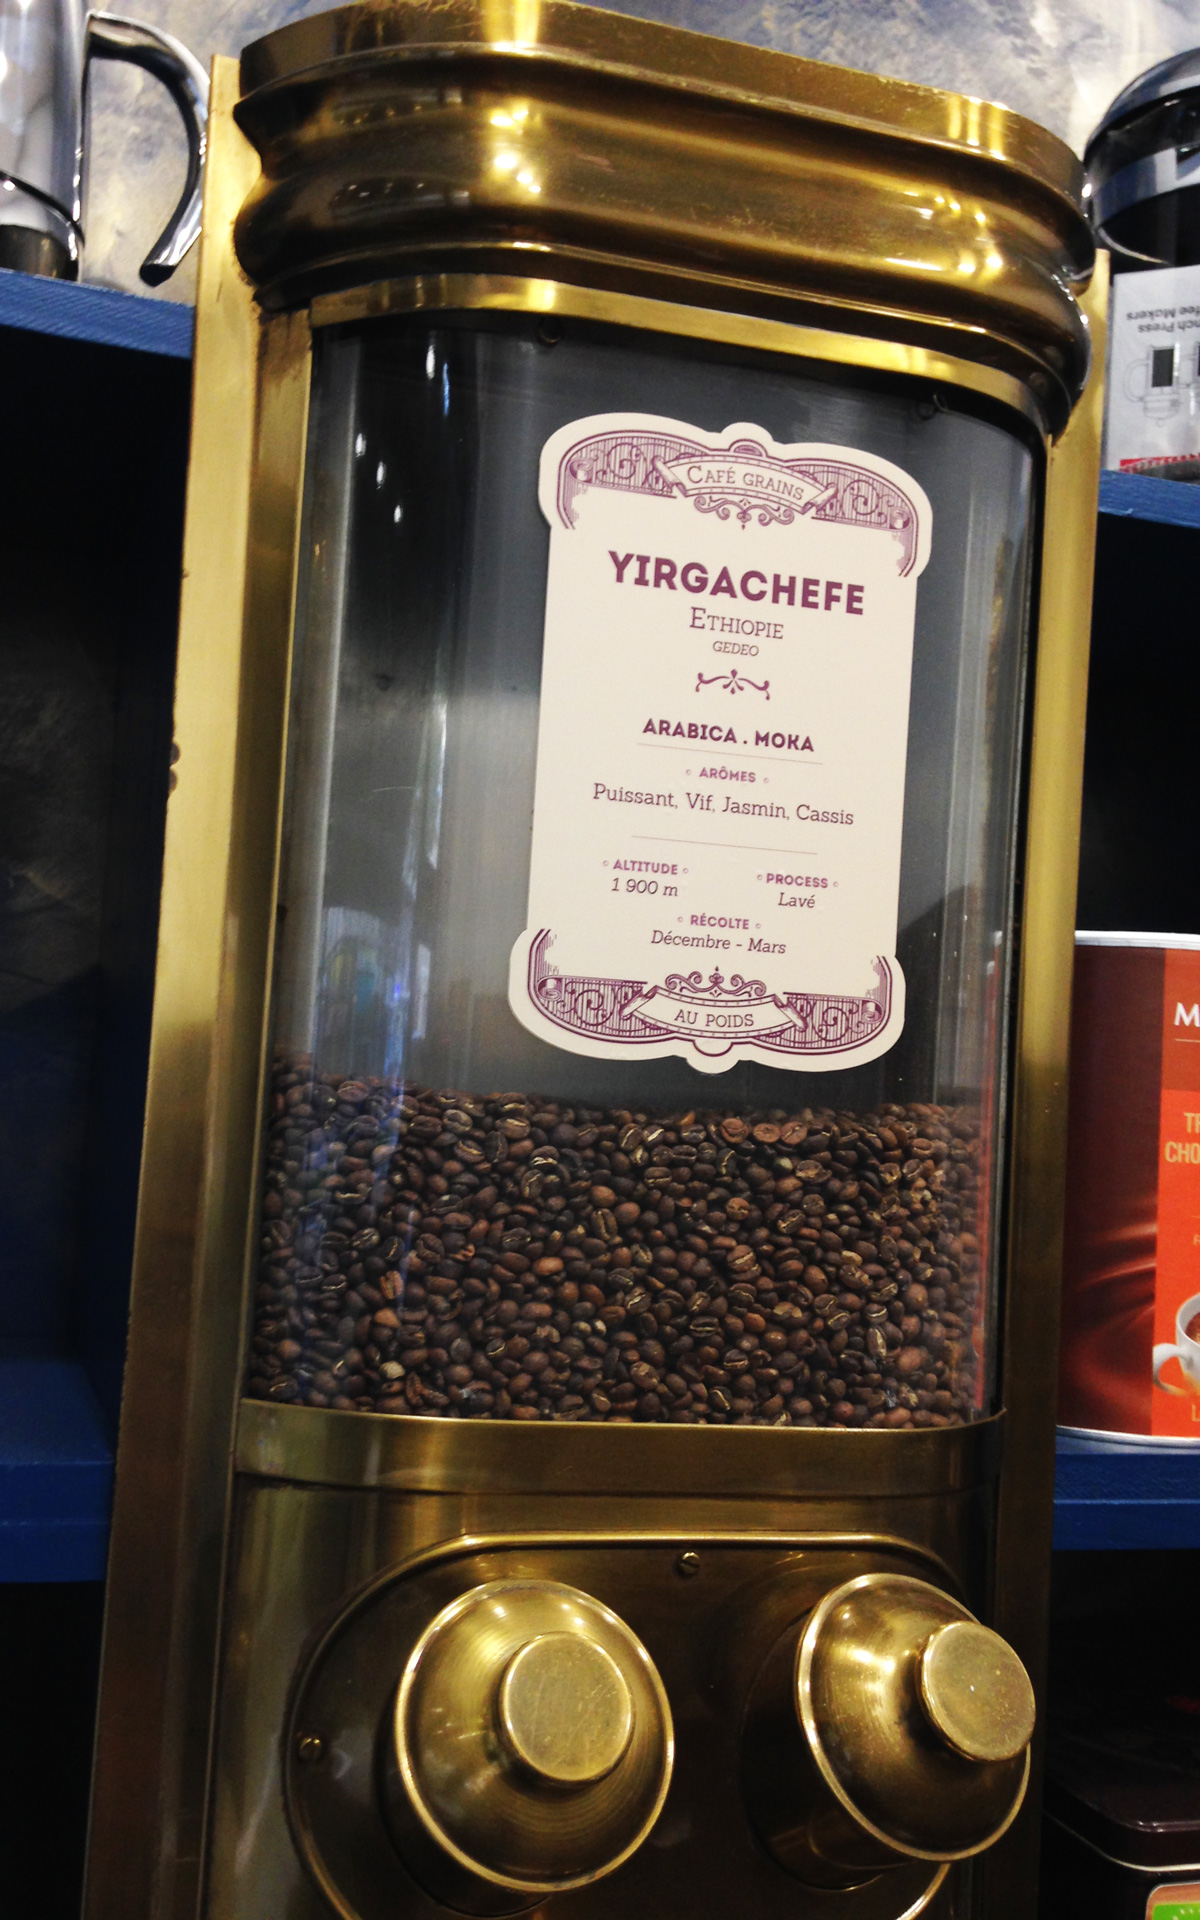 CAFÉ GRAINS
YIRGACHEFE
ETHIOPIE
GEDEO
ARABICA . MOKA
ARÔMES
Puissant, Vif, Jasmin, Cassis
ALTITUDE
1 900 m
PROCESS
Lavé
RÉCOLTE
Décembre - Mars
AU POIDS